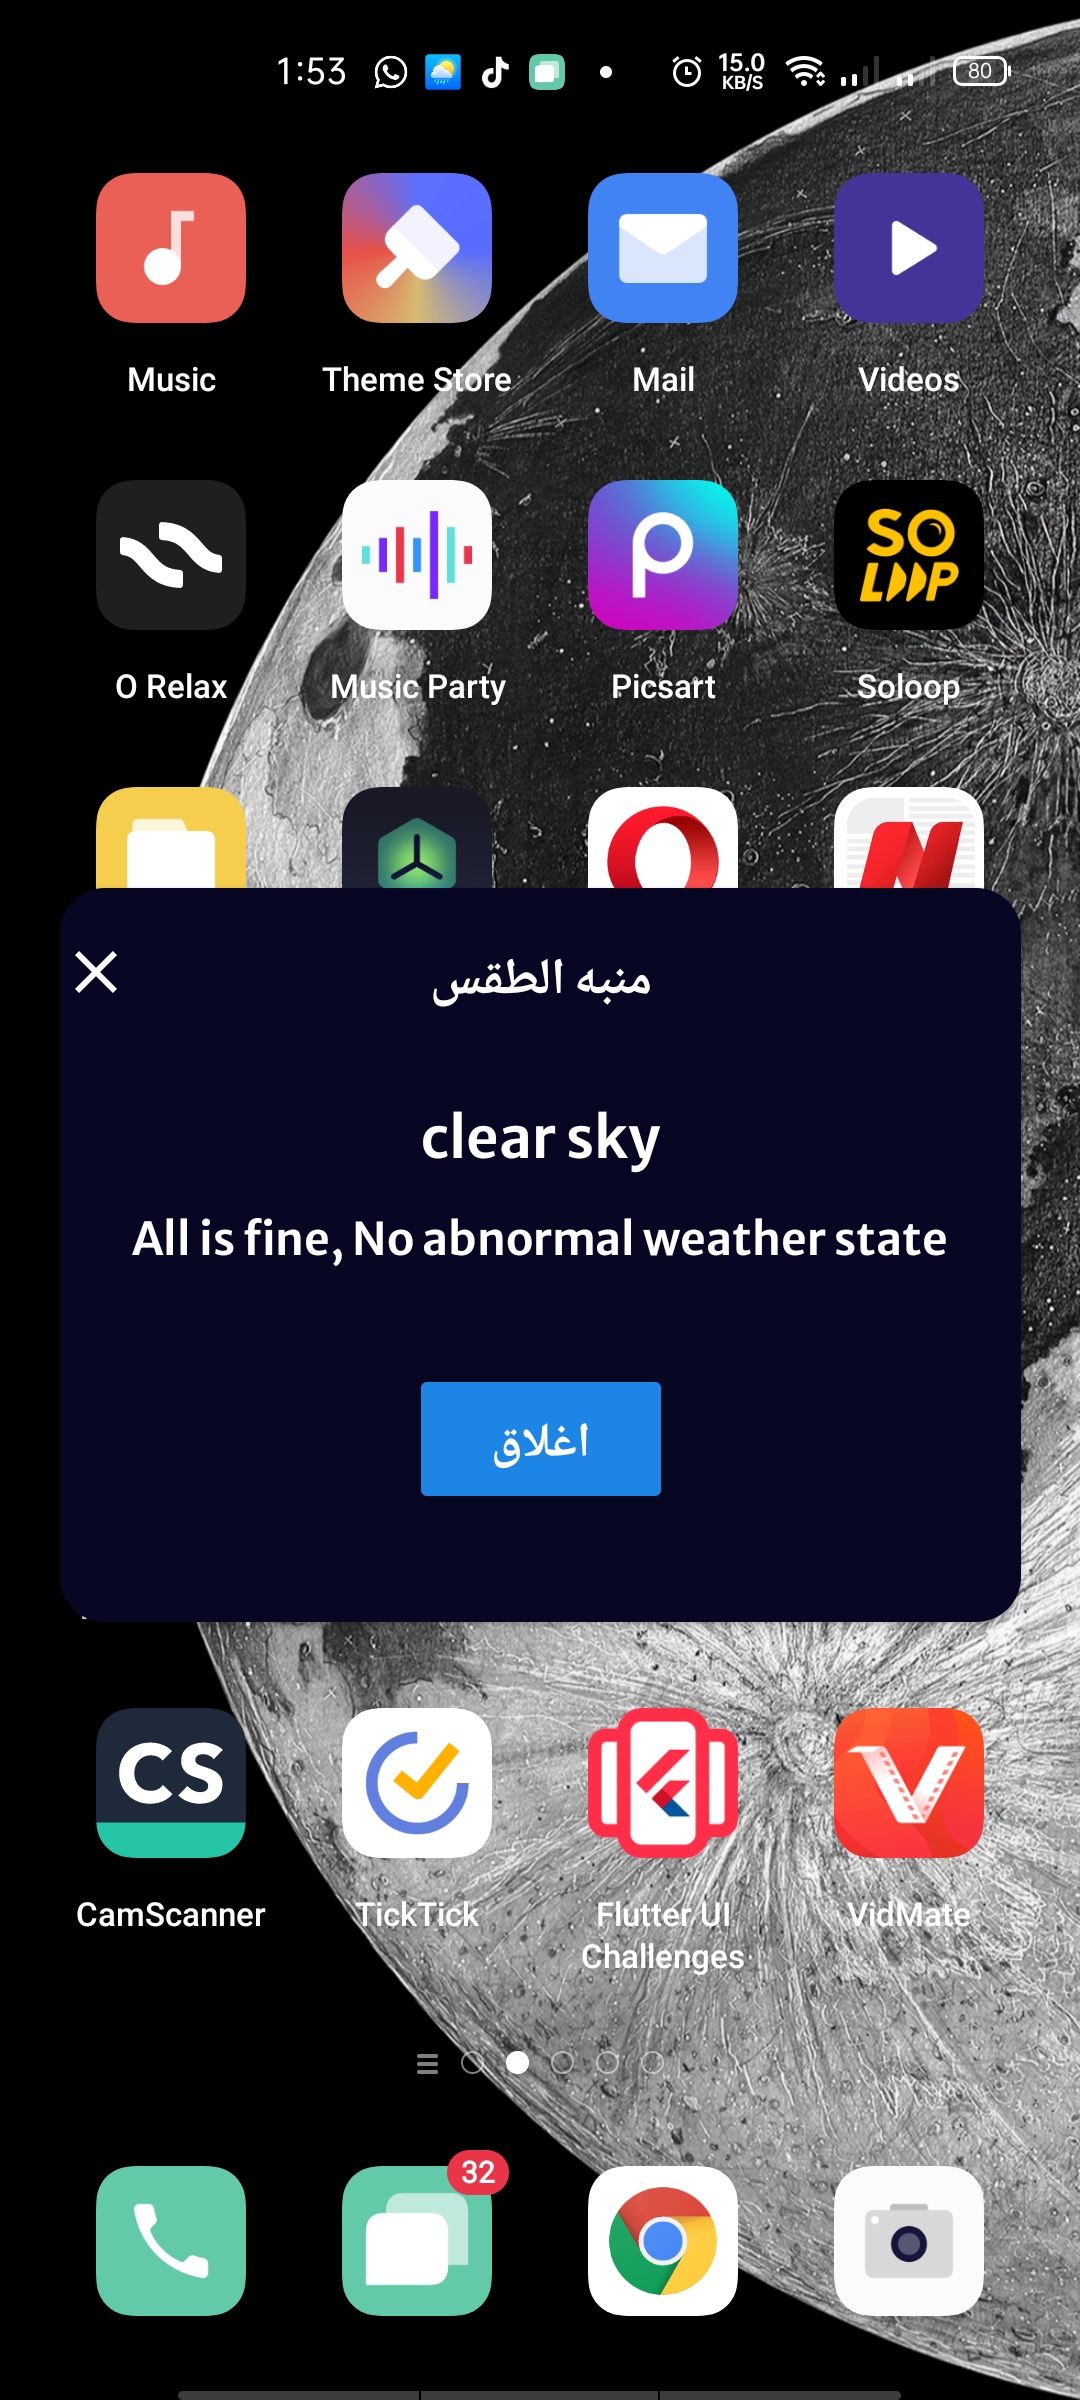 1:53
15.0
KB/S
80
Music
Theme Store
Mail
Videos
SO
LOOP
O Relax
Music Party
Picsart
Soloop
منبه الطقس
clear sky
All is fine, No abnormal weather state
اغلاق
CS
CamScanner
TickTick
Flutter UI
Challenges
VidMate
32